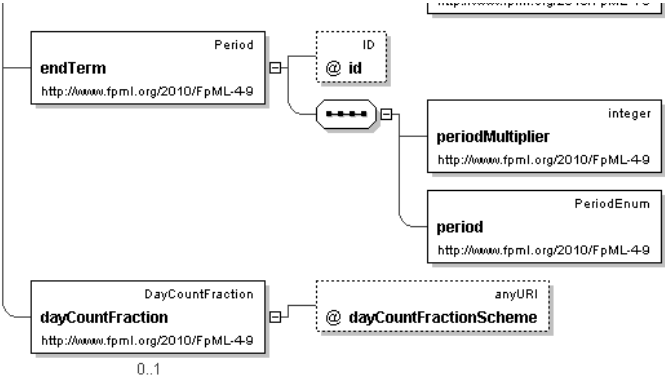 Period
endTerm
http://www.fpml.org/2010/FpML-4-9
ID
@ id
integer
periodMultiplier
http://www.fpml.org/2010/FpML-4-9
PeriodEnum
period
http://www.fpml.org/2010/FpML-4-9
DayCountFraction
dayCountFraction
http://www.fpml.org/2010/FpML-4-9
0..1
anyURI
@ dayCountFractionScheme